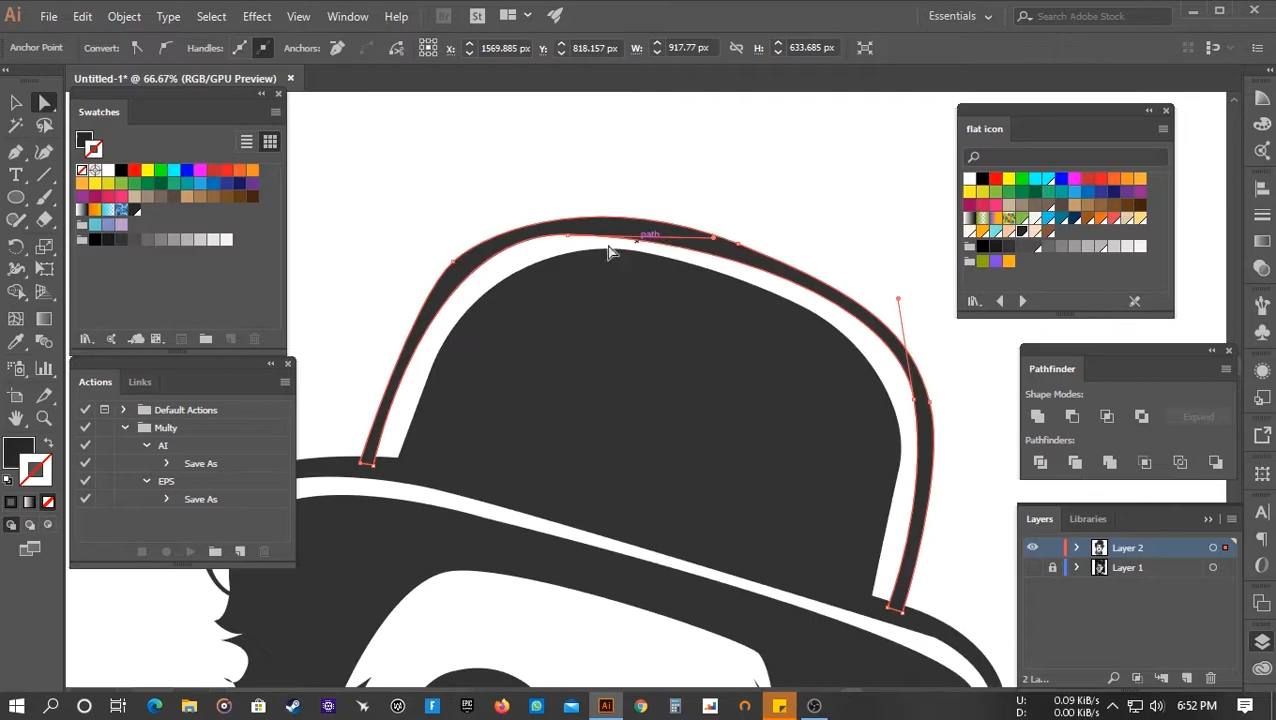 Ai File Edit Object Type Select Effect View Window Help Br St Essentials Search Adobe Stock
Anchor Point Convert: Handles: Anchors: X: 1569.885 px Y: 818.157 px W: 917.77 px H: 633.685 px
Untitled-1* @ 66.67% (RGB/GPU Preview)
Swatches
flat icon
path
Actions Links
Default Actions
Multy
AI
Save As
EPS
Save As
Pathfinder
Shape Modes:
Expand
Pathfinders:
Layers Libraries
Layer 2
Layer 1
2 La...
U: 0.09 KiB/s
D: 0.00 KiB/s
6:52 PM